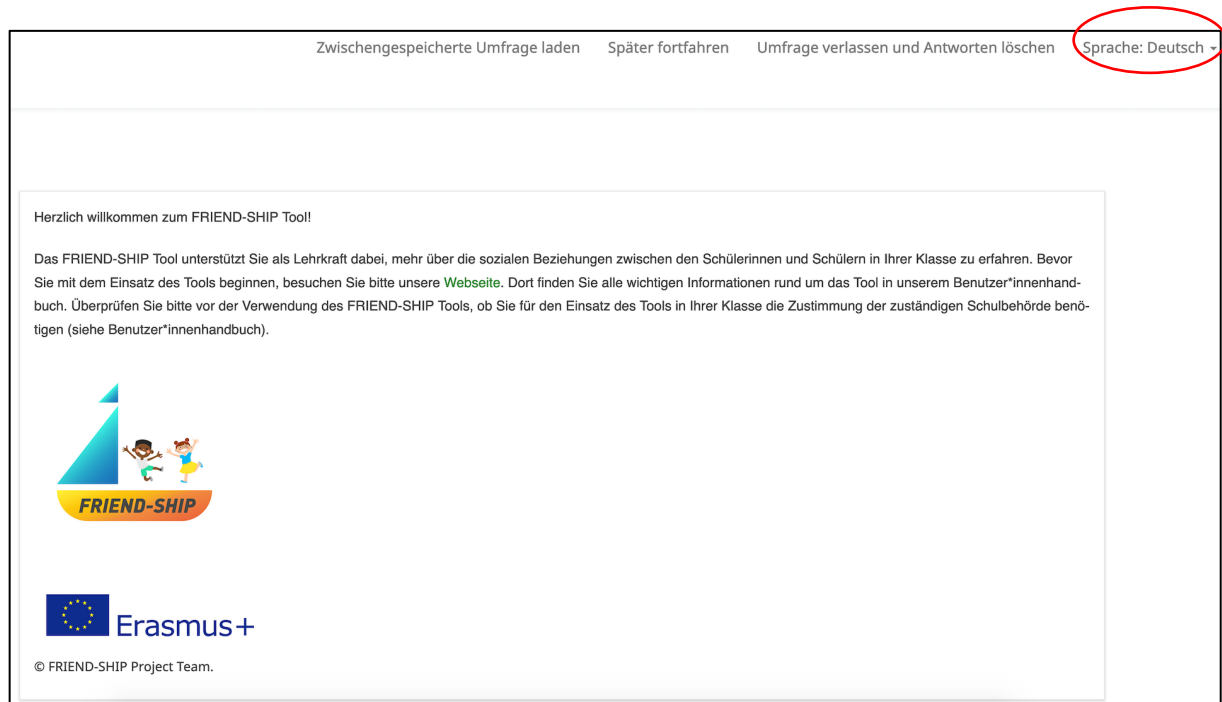 Zwischengespeicherte Umfrage laden Später fortfahren Umfrage verlassen und Antworten löschen Sprache: Deutsch
Herzlich willkommen zum FRIEND-SHIP Tool!
Das FRIEND-SHIP Tool unterstützt Sie als Lehrkraft dabei, mehr über die sozialen Beziehungen zwischen den Schülerinnen und Schülern in Ihrer Klasse zu erfahren. Bevor
Sie mit dem Einsatz des Tools beginnen, besuchen Sie bitte unsere Webseite. Dort finden Sie alle wichtigen Informationen rund um das Tool in unserem Benutzer*innenhand-
buch. Überprüfen Sie bitte vor der Verwendung des FRIEND-SHIP Tools, ob Sie für den Einsatz des Tools in Ihrer Klasse die Zustimmung der zuständigen Schulbehörde benö-
tigen (siehe Benutzer*innenhandbuch).
FRIEND-SHIP
Erasmus+
© FRIEND-SHIP Project Team.